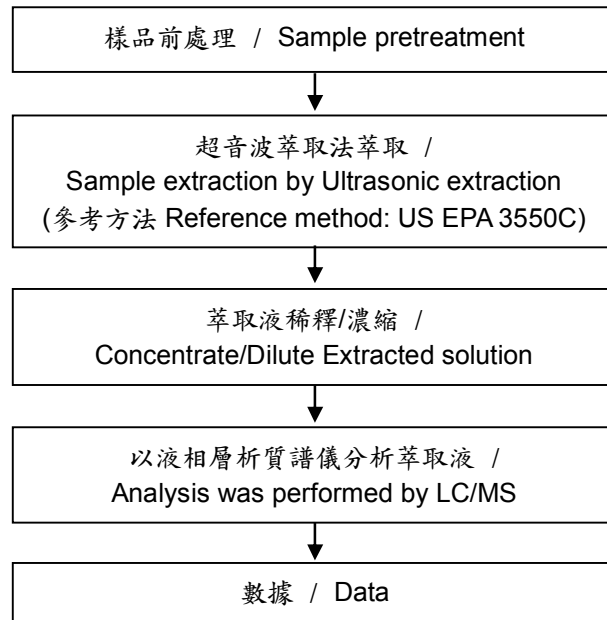 樣品前處理 / Sample pretreatment
超音波萃取法萃取 /
Sample extraction by Ultrasonic extraction
(參考方法 Reference method: US EPA 3550C)
萃取液稀釋/濃縮 /
Concentrate/Dilute Extracted solution
以液相層析質譜儀分析萃取液 /
Analysis was performed by LC/MS
數據 / Data